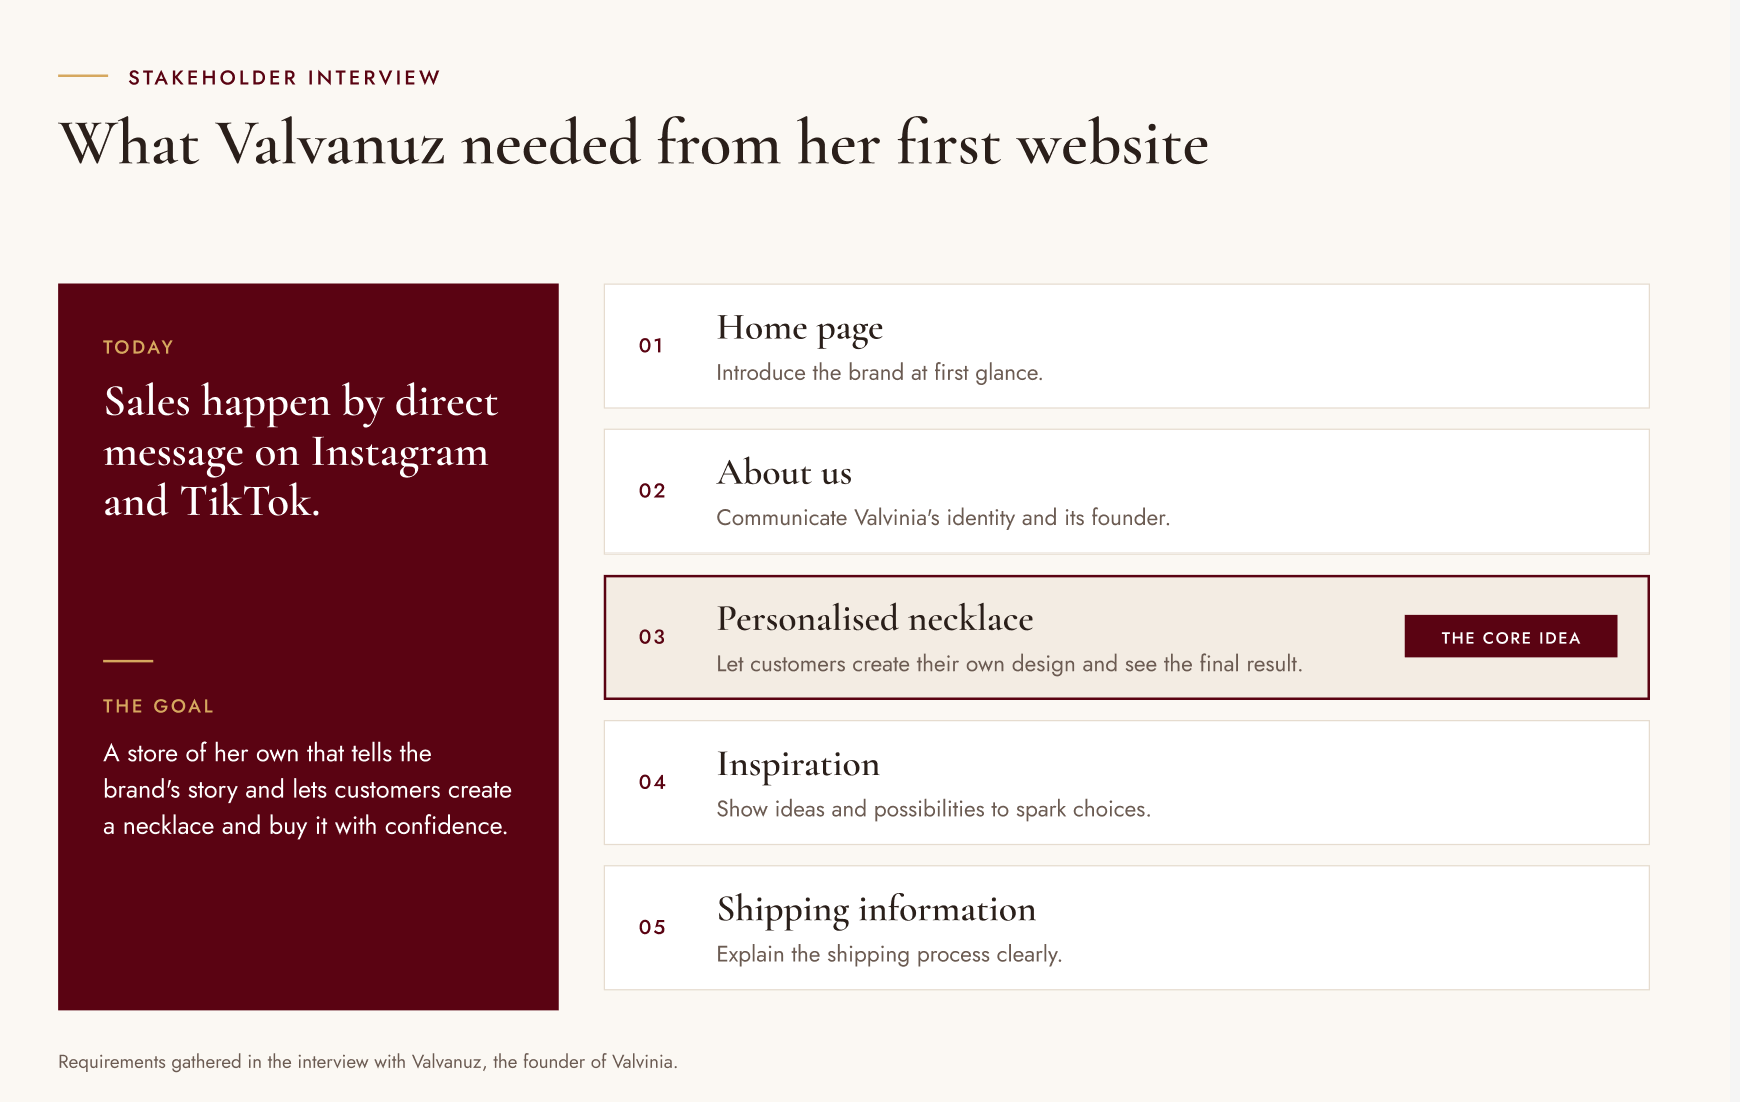 STAKEHOLDER INTERVIEW
What Valvanuz needed from her first website
TODAY
Sales happen by direct
message on Instagram
and TikTok.
THE GOAL
A store of her own that tells the
brand's story and lets customers create
a necklace and buy it with confidence.
01
Home page
Introduce the brand at first glance.
02
About us
Communicate Valvinia's identity and its founder.
03
Personalised necklace
Let customers create their own design and see the final result.
THE CORE IDEA
04
Inspiration
Show ideas and possibilities to spark choices.
05
Shipping information
Explain the shipping process clearly.
Requirements gathered in the interview with Valvanuz, the founder of Valvinia.